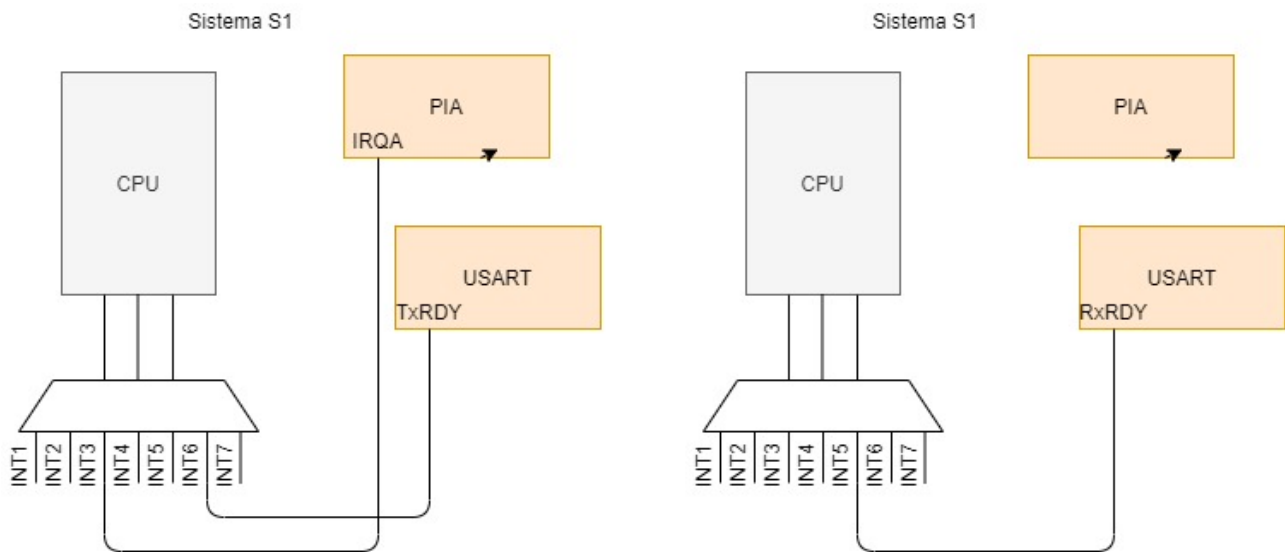 Sistema S1
PIA
IRQA
CPU
USART
TxRDY
INT1
INT2
INT3
INT4
INT5
INT6
INT7
Sistema S1
PIA
CPU
USART
RxRDY
INT1
INT2
INT3
INT4
INT5
INT6
INT7